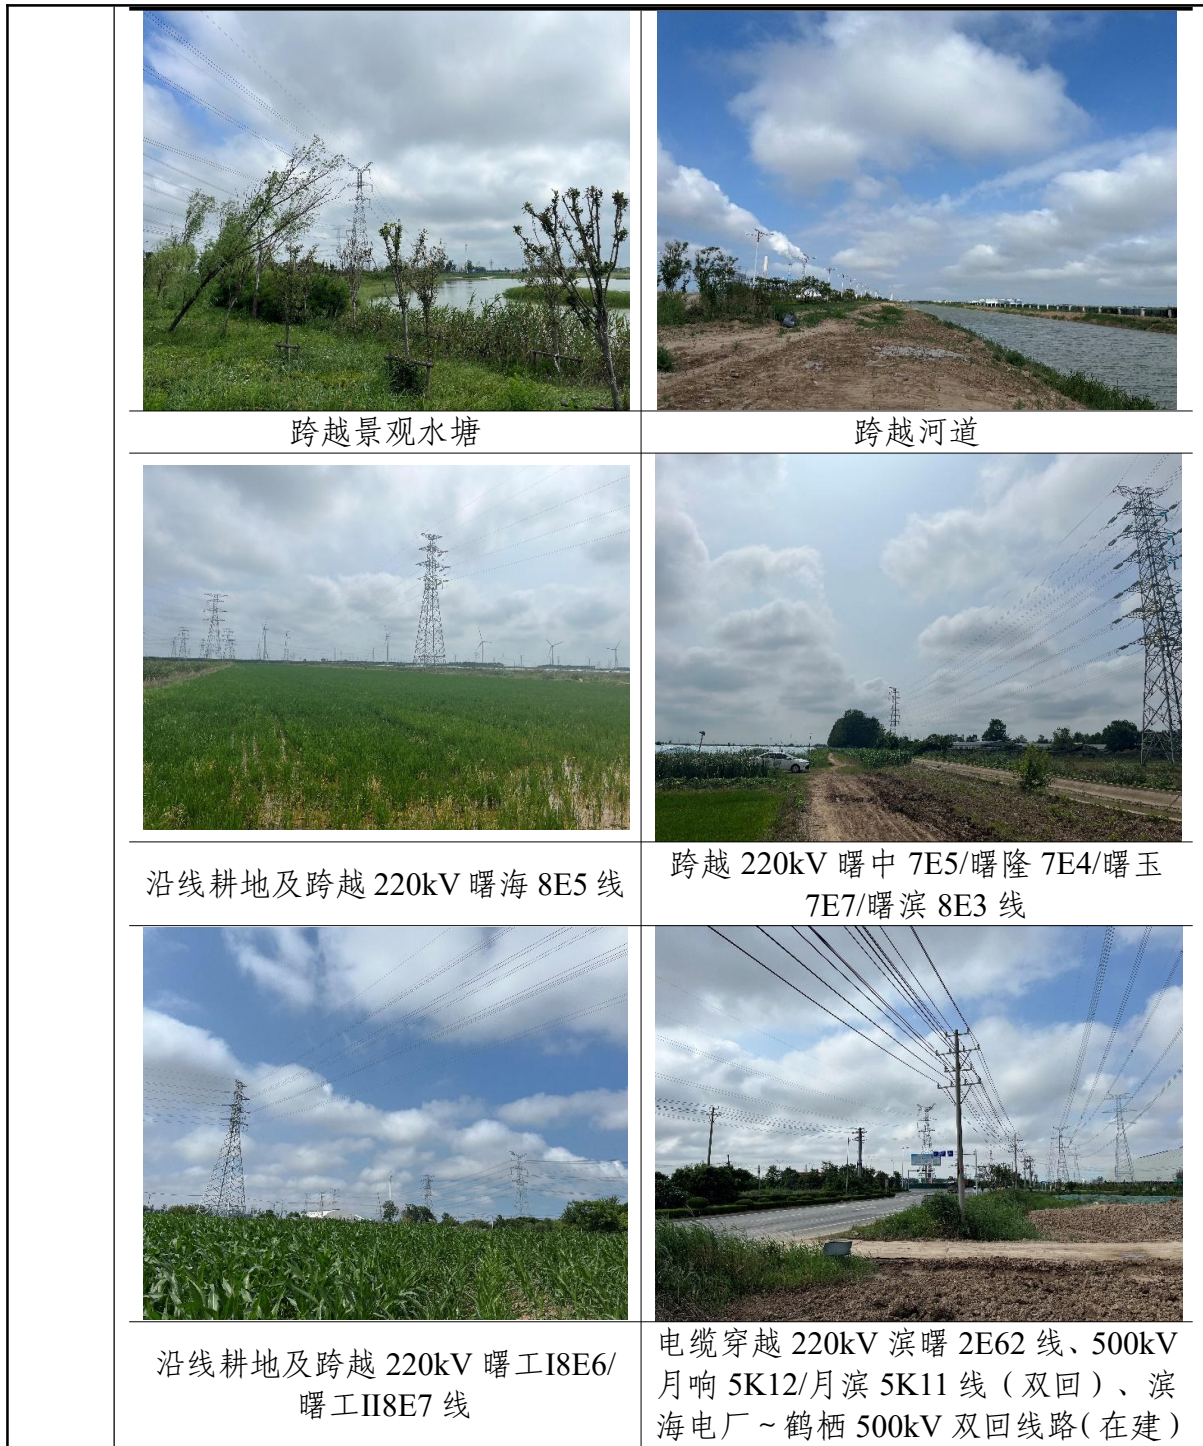 跨越景观水塘
跨越河道
沿线耕地及跨越 220kV 曙海 8E5 线
跨越 220kV 曙中 7E5/曙隆 7E4/曙玉
7E7/曙滨 8E3 线
沿线耕地及跨越 220kV 曙工I8E6/
曙工II8E7 线
电缆穿越 220kV 滨曙 2E62 线、500kV
月响 5K12/月滨 5K11 线（双回）、滨
海电厂～鹤栖 500kV 双回线路（在建）